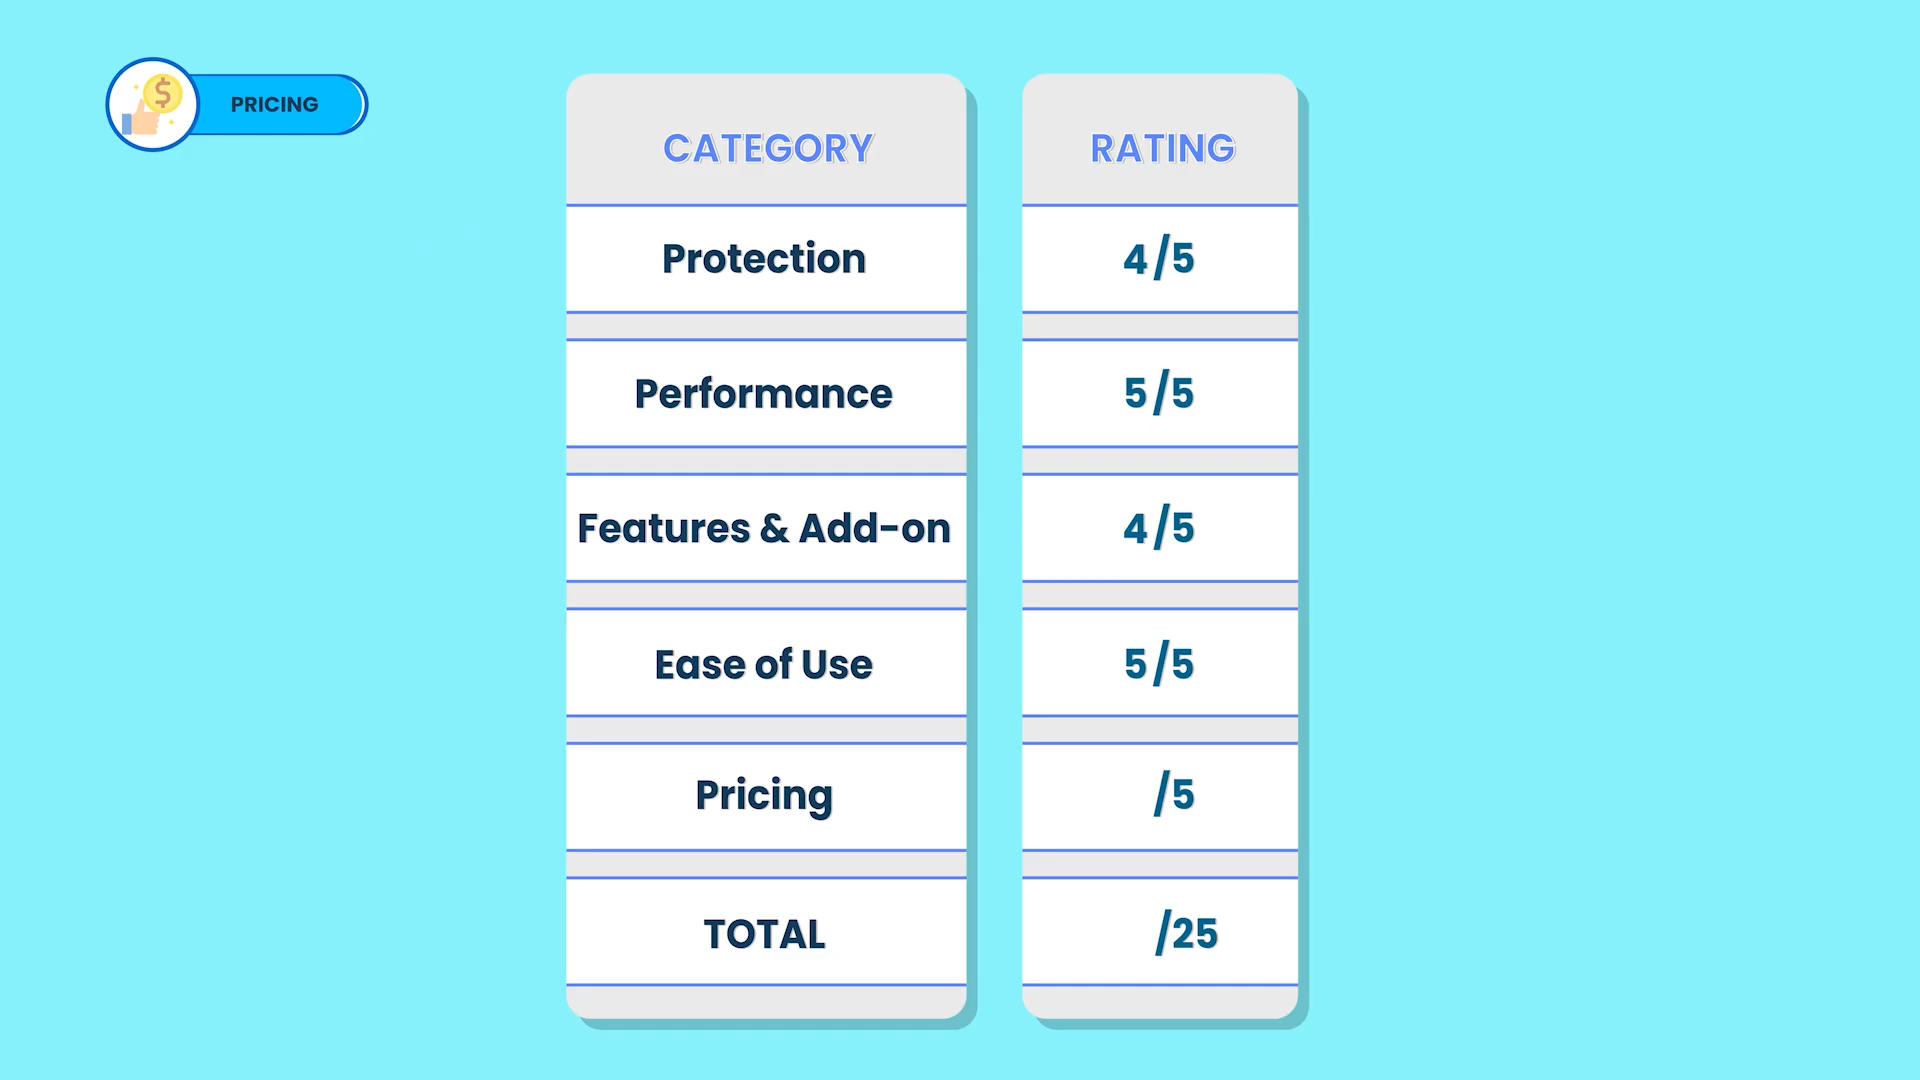 PRICING
CATEGORY RATING
Protection 4/5
Performance 5/5
Features & Add-on 4/5
Ease of Use 5/5
Pricing /5
TOTAL /25